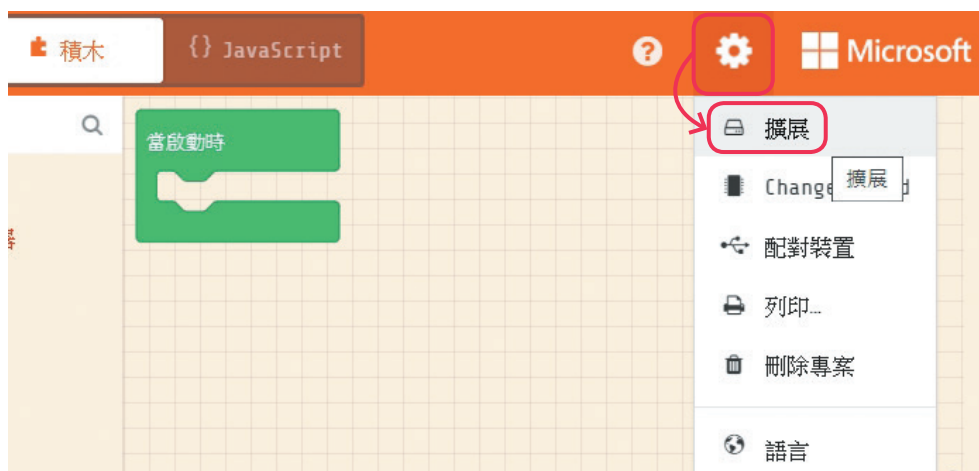 積木
{} JavaScript
?
Microsoft
當啟動時
擴展
擴展
配對裝置
列印...
刪除專案
語言